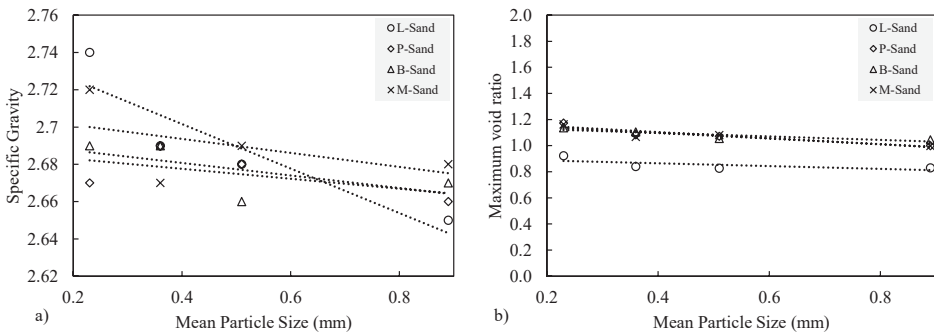 2.76
2.74
2.72
2.7
2.68
2.66
2.64
2.62
Specific Gravity
L-Sand
P-Sand
B-Sand
M-Sand
0.2
0.4
0.6
0.8
a)
Mean Particle Size (mm)
2.0
1.8
1.6
1.4
1.2
1.0
0.8
0.6
0.4
0.2
0.0
Maximum void ratio
L-Sand
P-Sand
B-Sand
M-Sand
0.2
0.4
0.6
0.8
b)
Mean Particle Size (mm)